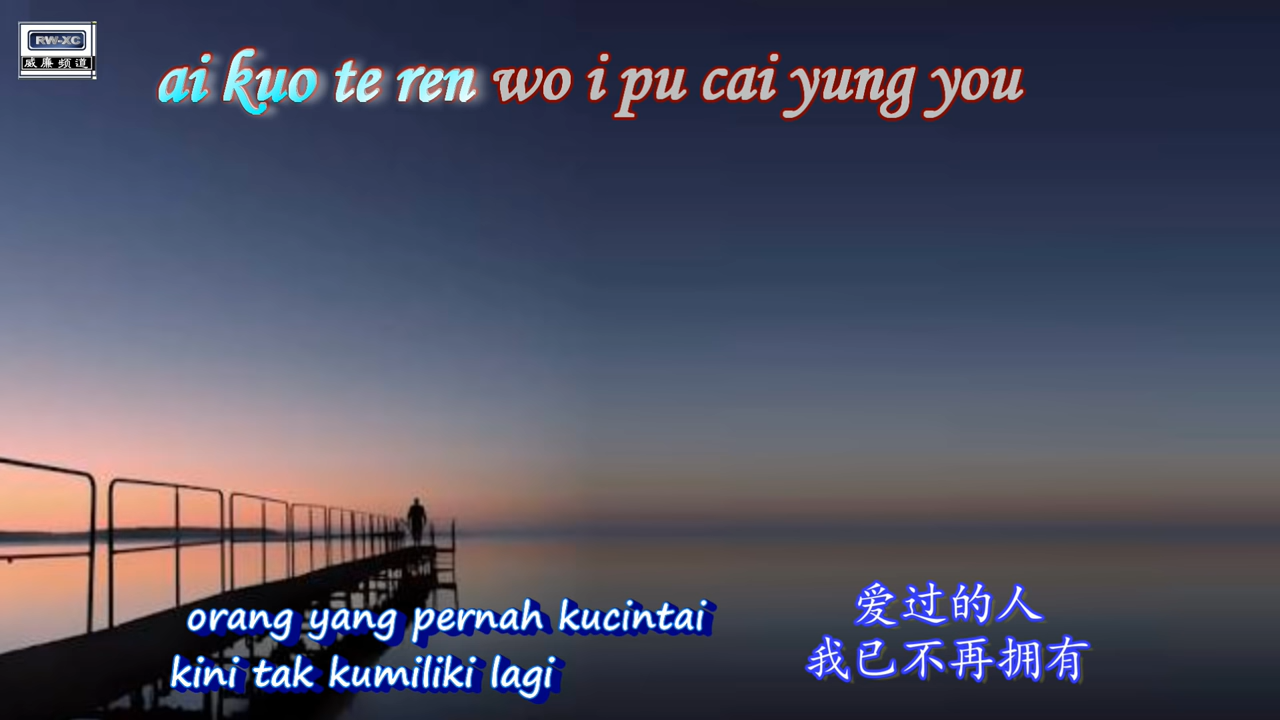 RW-XC
威廉频道
ai kuo te ren wo i pu cai yung you
orang yang pernah kucintai
kini tak kumiliki lagi
爱过的人
我已不再拥有